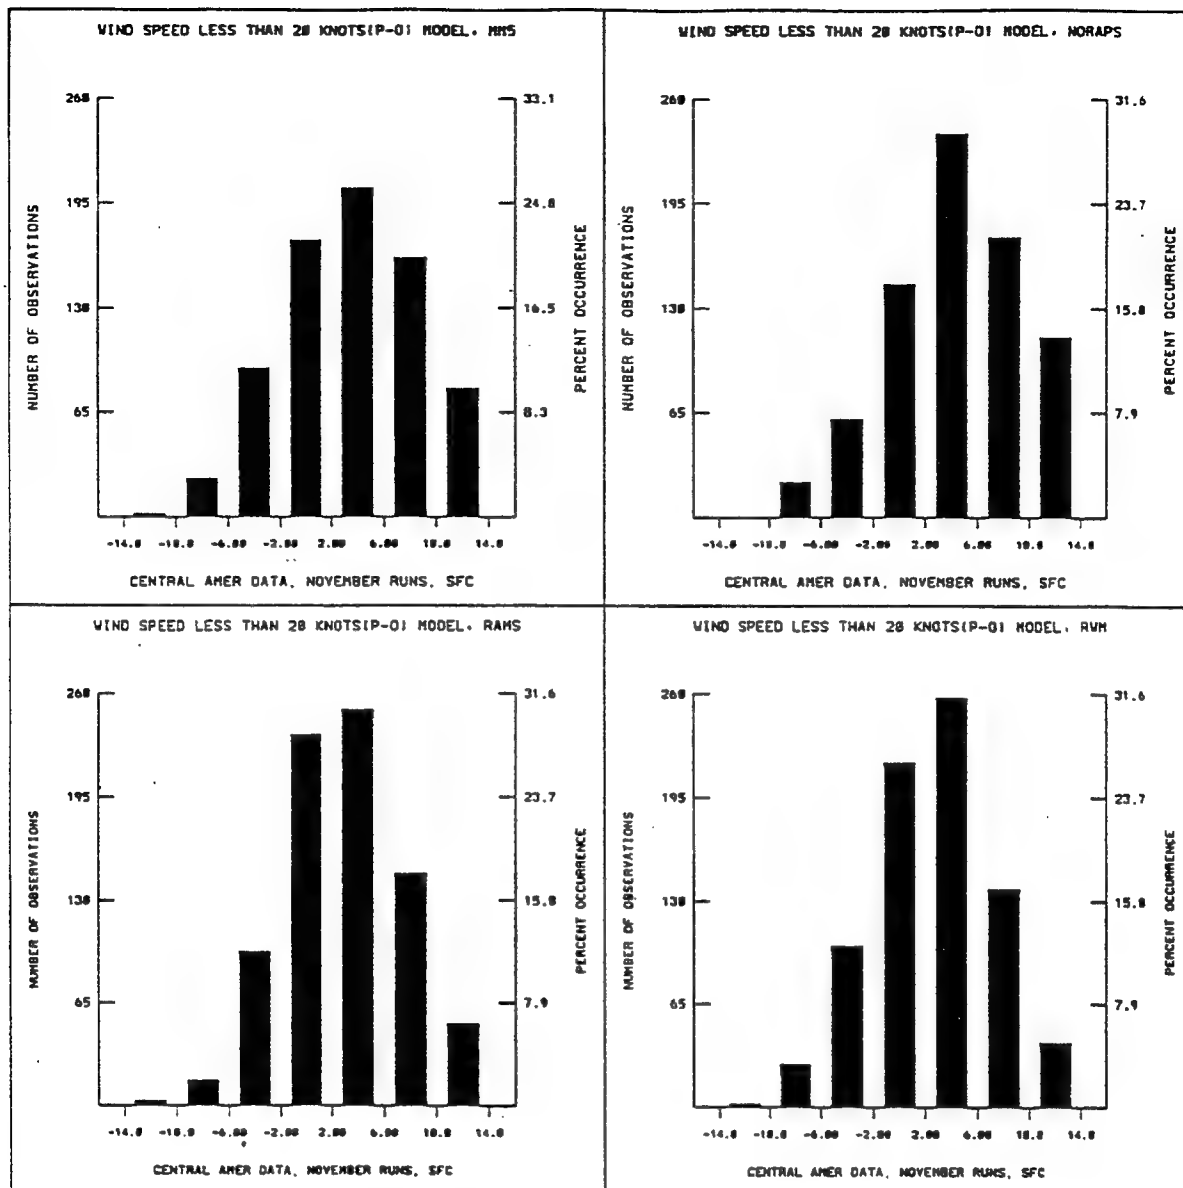 WIND SPEED LESS THAN 20 KNOTS(P-O) MODEL, MM5
260
195
130
65
NUMBER OF OBSERVATIONS
33.1
24.8
16.5
8.3
PERCENT OCCURRENCE
-14.0 -10.0 -6.00 -2.00 2.00 6.00 10.0 14.0
CENTRAL AMER DATA, NOVEMBER RUNS, SFC
WIND SPEED LESS THAN 20 KNOTS(P-O) MODEL, NORAPS
260
195
130
65
NUMBER OF OBSERVATIONS
31.6
23.7
15.8
7.9
PERCENT OCCURRENCE
-14.0 -10.0 -6.00 -2.00 2.00 6.00 10.0 14.0
CENTRAL AMER DATA, NOVEMBER RUNS, SFC
WIND SPEED LESS THAN 20 KNOTS(P-O) MODEL, RAMS
260
195
130
65
NUMBER OF OBSERVATIONS
31.6
23.7
15.8
7.9
PERCENT OCCURRENCE
-14.0 -10.0 -6.00 -2.00 2.00 6.00 10.0 14.0
CENTRAL AMER DATA, NOVEMBER RUNS, SFC
WIND SPEED LESS THAN 20 KNOTS(P-O) MODEL, RWM
260
195
130
65
NUMBER OF OBSERVATIONS
31.6
23.7
15.8
7.9
PERCENT OCCURRENCE
-14.0 -10.0 -6.00 -2.00 2.00 6.00 10.0 14.0
CENTRAL AMER DATA, NOVEMBER RUNS, SFC